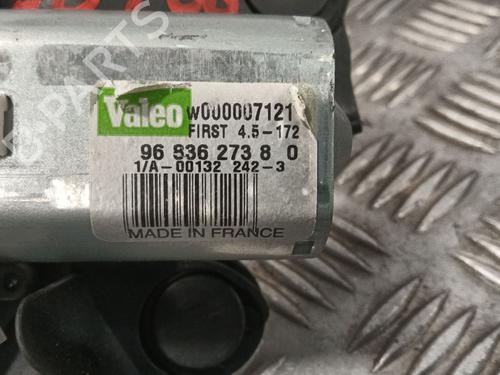 Valeo
w000007121
FIRST 4.5-172
96 836 273 8 0
1/A-00132 242-3
MADE IN FRANCE